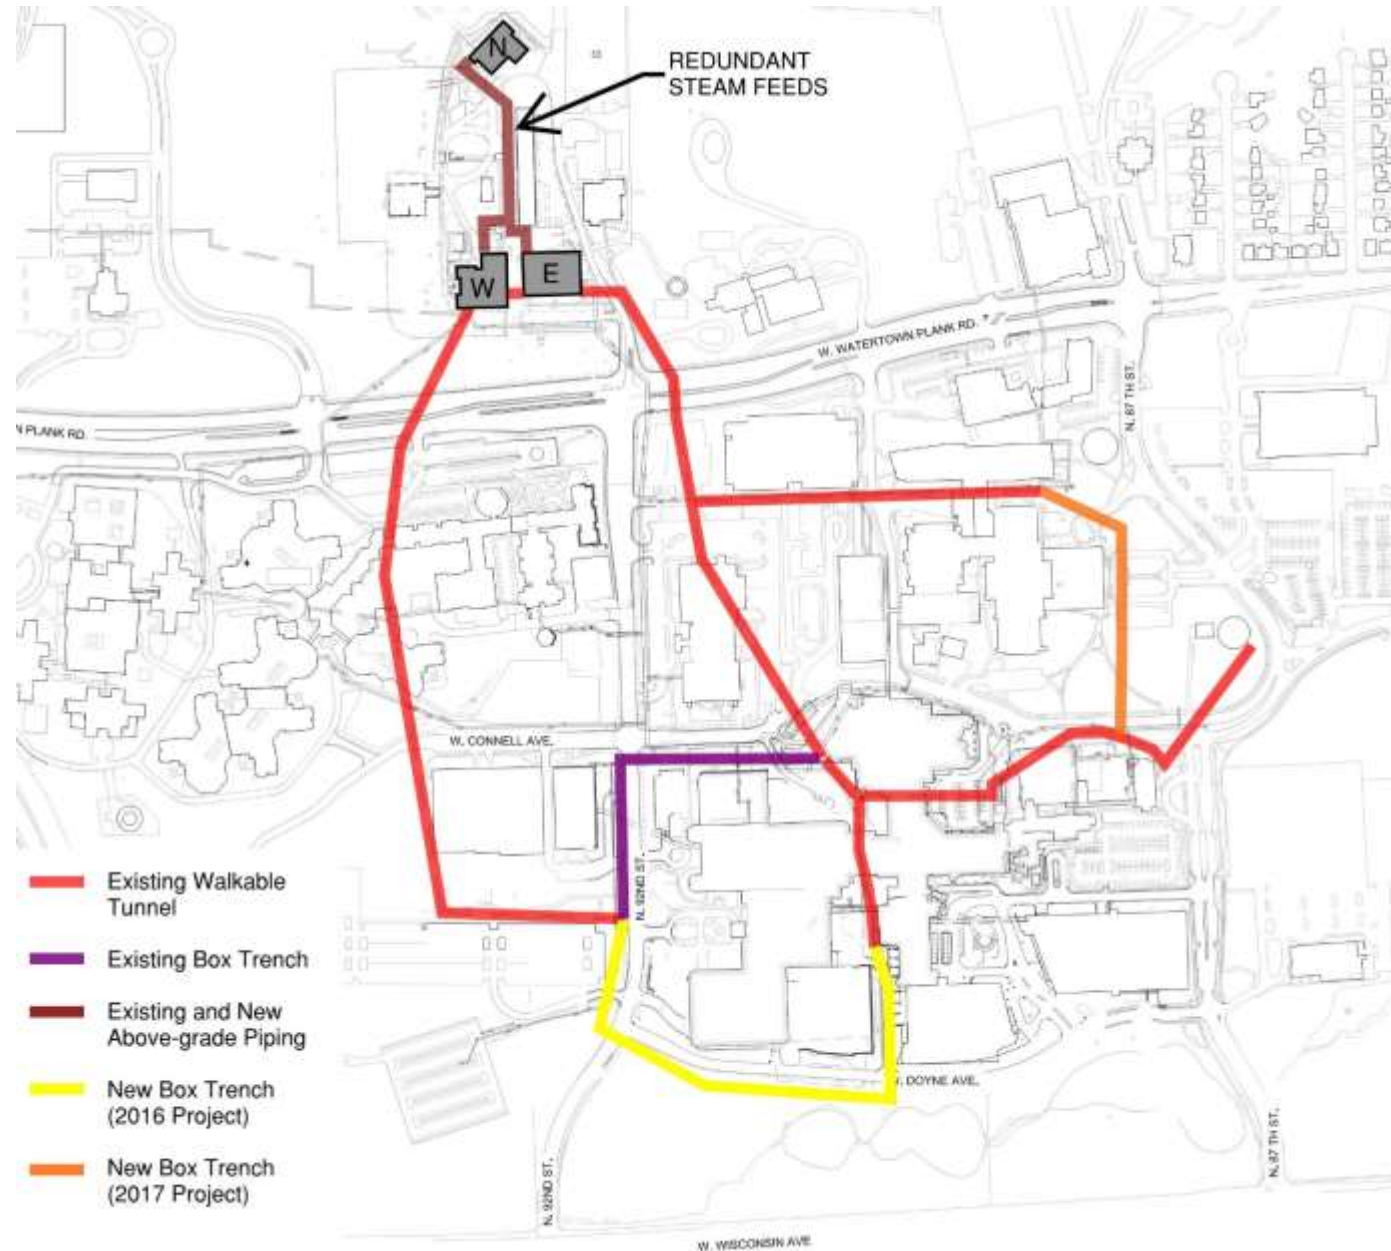 N
REDUNDANT
STEAM FEEDS
W
E
W. WATERTOWN PLANK RD.
N. 87 TH ST.
N PLANK RD.
W. CONNELL AVE.
N. 92ND ST.
Existing Walkable
Tunnel
Existing Box Trench
Existing and New
Above-grade Piping
W. DOYNE AVE.
New Box Trench
(2016 Project)
New Box Trench
(2017 Project)
N. 92ND ST.
N. 87 TH ST.
W. WISCONSIN AVE